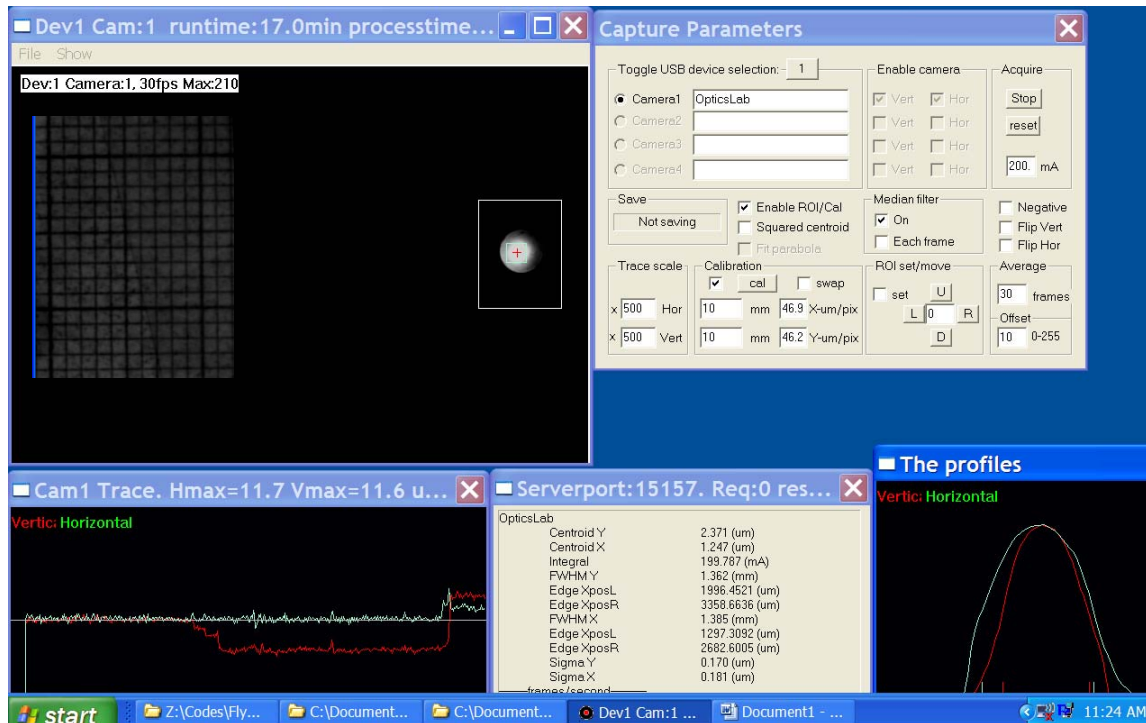 Dev1 Cam:1 runtime:17.0min processtime...
File Show
Dev:1 Camera:1, 30fps Max:210
Capture Parameters
Toggle USB device selection: 1
Enable camera
Acquire
Camera1 OpticsLab
Vert Hor
Stop
Camera2
Vert Hor
reset
Camera3
Vert Hor
Camera4
Vert Hor
200. mA
Save
Not saving
Enable ROI/Cal
Squared centroid
Fit parabola
Median filter
On
Each frame
Negative
Flip Vert
Flip Hor
Trace scale
x 500 Hor
x 500 Vert
Calibration
cal swap
10 mm 46.9 X-um/pix
10 mm 46.2 Y-um/pix
ROI set/move
set U
L 0 R
D
Average
30 frames
Offset
10 0-255
Cam1 Trace. Hmax=11.7 Vmax=11.6 u...
Vertic: Horizontal
Serverport:15157. Req:0 res...
OpticsLab
Centroid Y 2.371 (um)
Centroid X 1.247 (um)
Integral 199.787 (mA)
FWHM Y 1.362 (mm)
Edge XposL 1996.4521 (um)
Edge XposR 3358.6636 (um)
FWHM X 1.385 (mm)
Edge XposL 1297.3092 (um)
Edge XposR 2682.6005 (um)
Sigma Y 0.170 (um)
Sigma X 0.181 (um)
frames/second
The profiles
Vertic: Horizontal
start
Z:\Codes\Fly...
C:\Document...
C:\Document...
Dev1 Cam:1 ...
Document1 - ...
11:24 AM